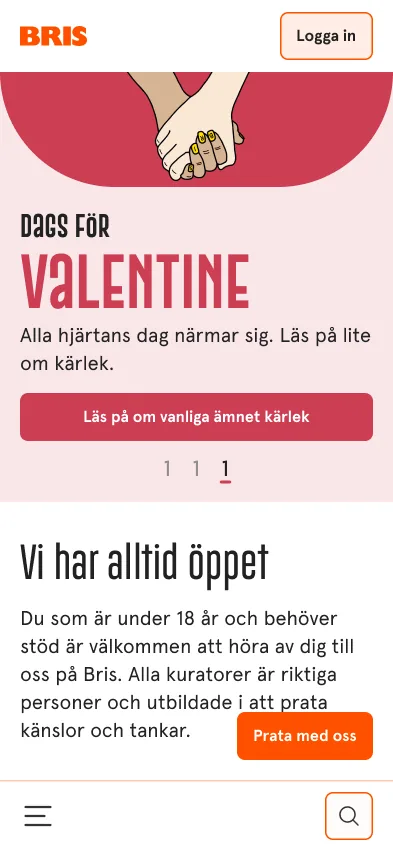 BRIS
Logga in
DAGS FÖR
VALENTINE
Alla hjärtans dag närmar sig. Läs på lite
om kärlek.
Läs på om vanliga ämnet kärlek
1 1 1
Vi har alltid öppet
Du som är under 18 år och behöver
stöd är välkommen att höra av dig till
oss på Bris. Alla kuratorer är riktiga
personer och utbildade i att prata
känslor och tankar.
Prata med oss